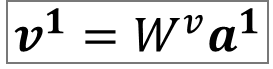 𝒗¹ = Wᵛ𝒂¹